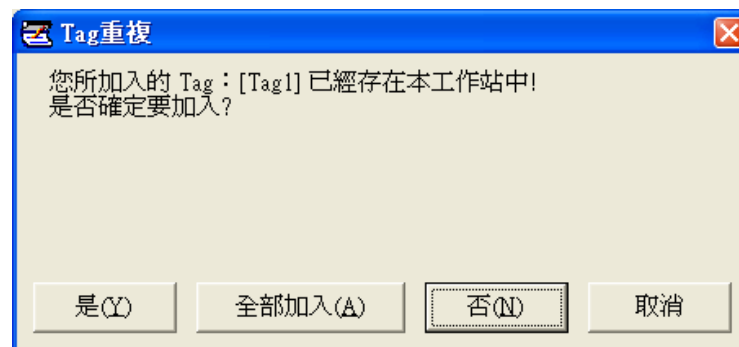 Tag重複
您所加入的 Tag：[Tag1] 已經存在本工作站中!
是否確定要加入?
是(Y) 全部加入(A) 否(N) 取消